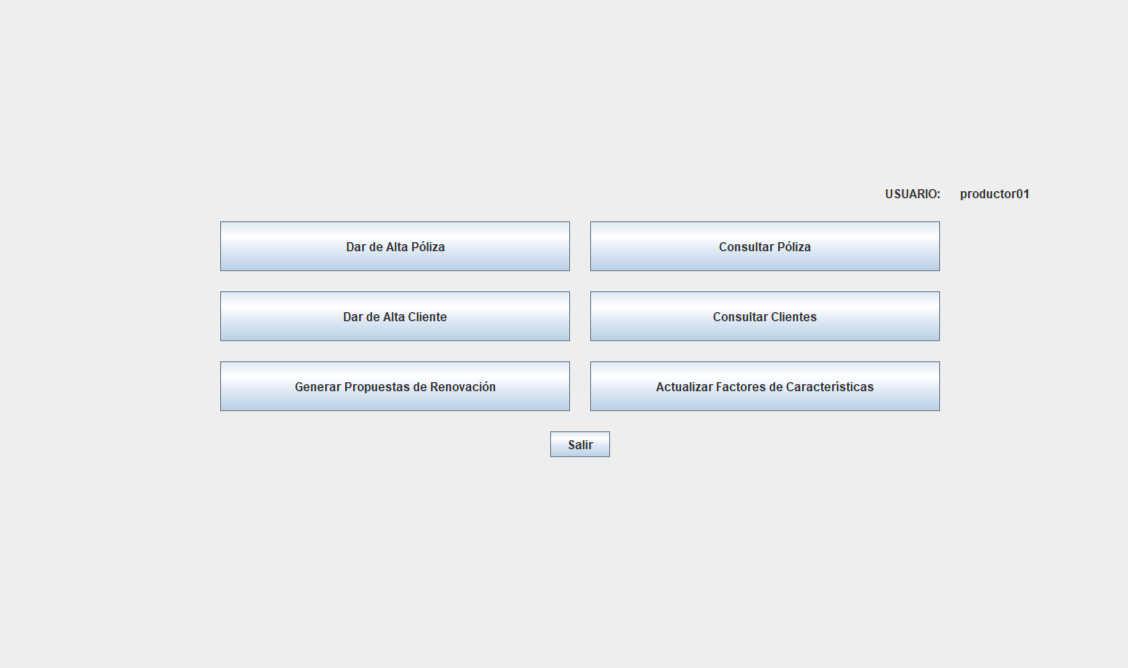 USUARIO: productor01
Dar de Alta Póliza
Consultar Póliza
Dar de Alta Cliente
Consultar Clientes
Generar Propuestas de Renovación
Actualizar Factores de Características
Salir